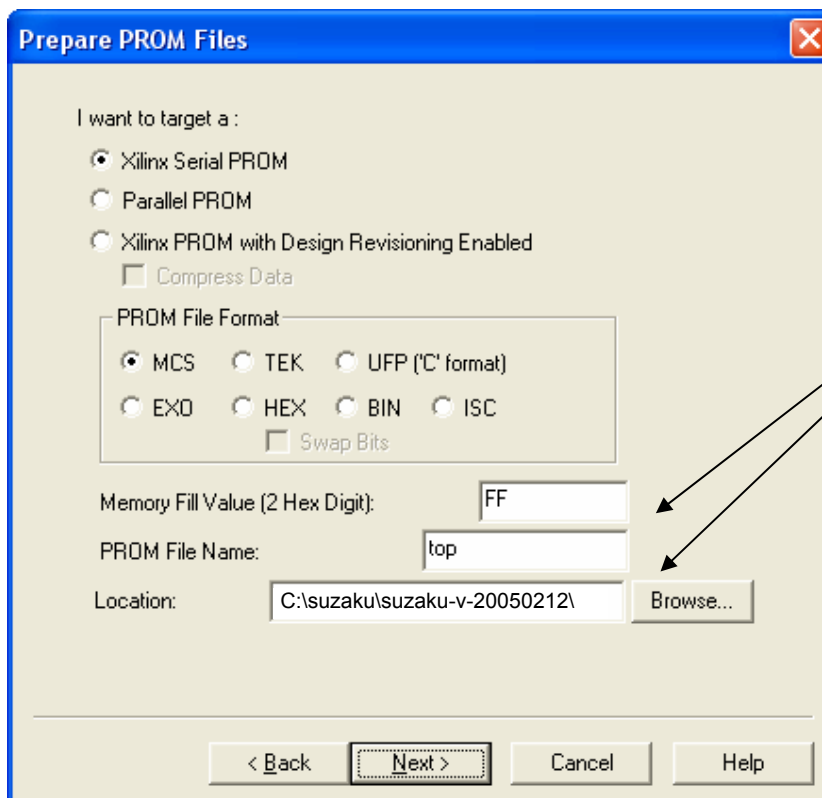 Prepare PROM Files
I want to target a :
Xilinx Serial PROM
Parallel PROM
Xilinx PROM with Design Revisioning Enabled
Compress Data
PROM File Format
MCS TEK UFP ('C' format)
EXO HEX BIN ISC
Swap Bits
Memory Fill Value (2 Hex Digit): FF
PROM File Name: top
Location: C:\suzaku\suzaku-v-20050212\ Browse...
< Back Next > Cancel Help